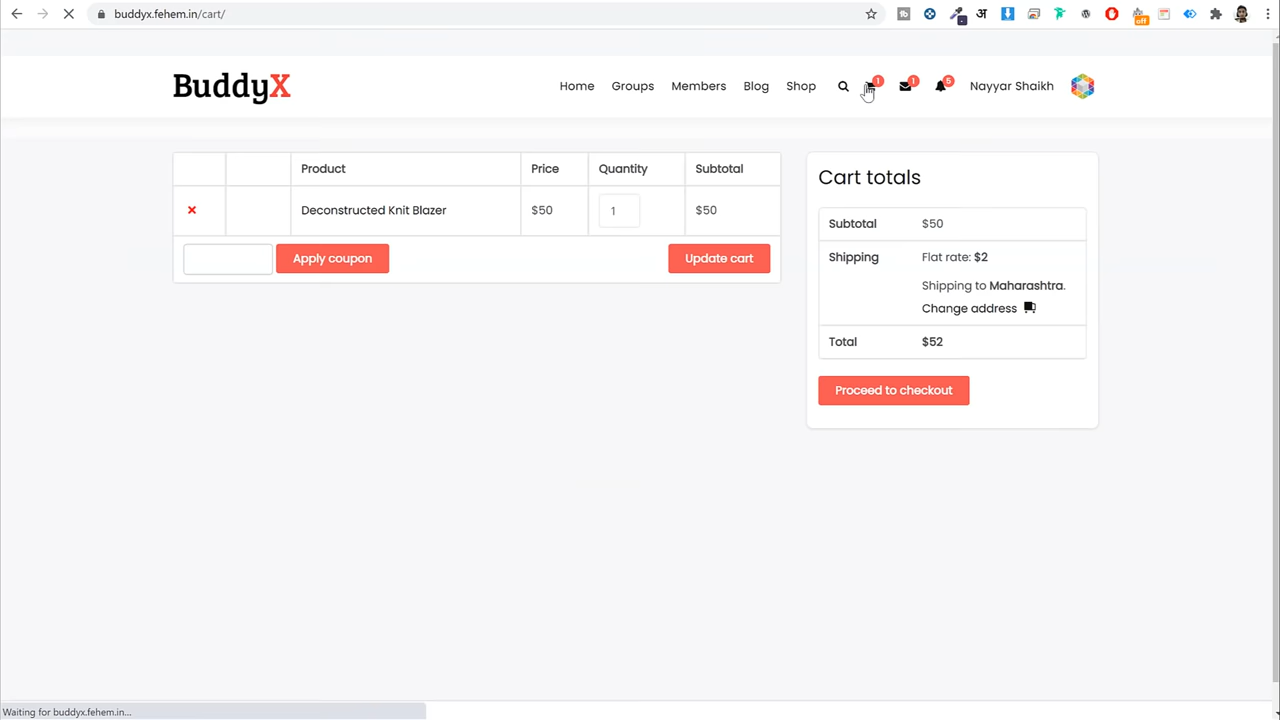 buddyx.fehem.in/cart/
off
BuddyX
Home Groups Members Blog Shop 1 1 5 Nayyar Shaikh
Product Price Quantity Subtotal
Deconstructed Knit Blazer $50 1 $50
Apply coupon Update cart
Cart totals
Subtotal $50
Shipping Flat rate: $2
Shipping to Maharashtra.
Change address
Total $52
Proceed to checkout
Waiting for buddyx.fehem.in...